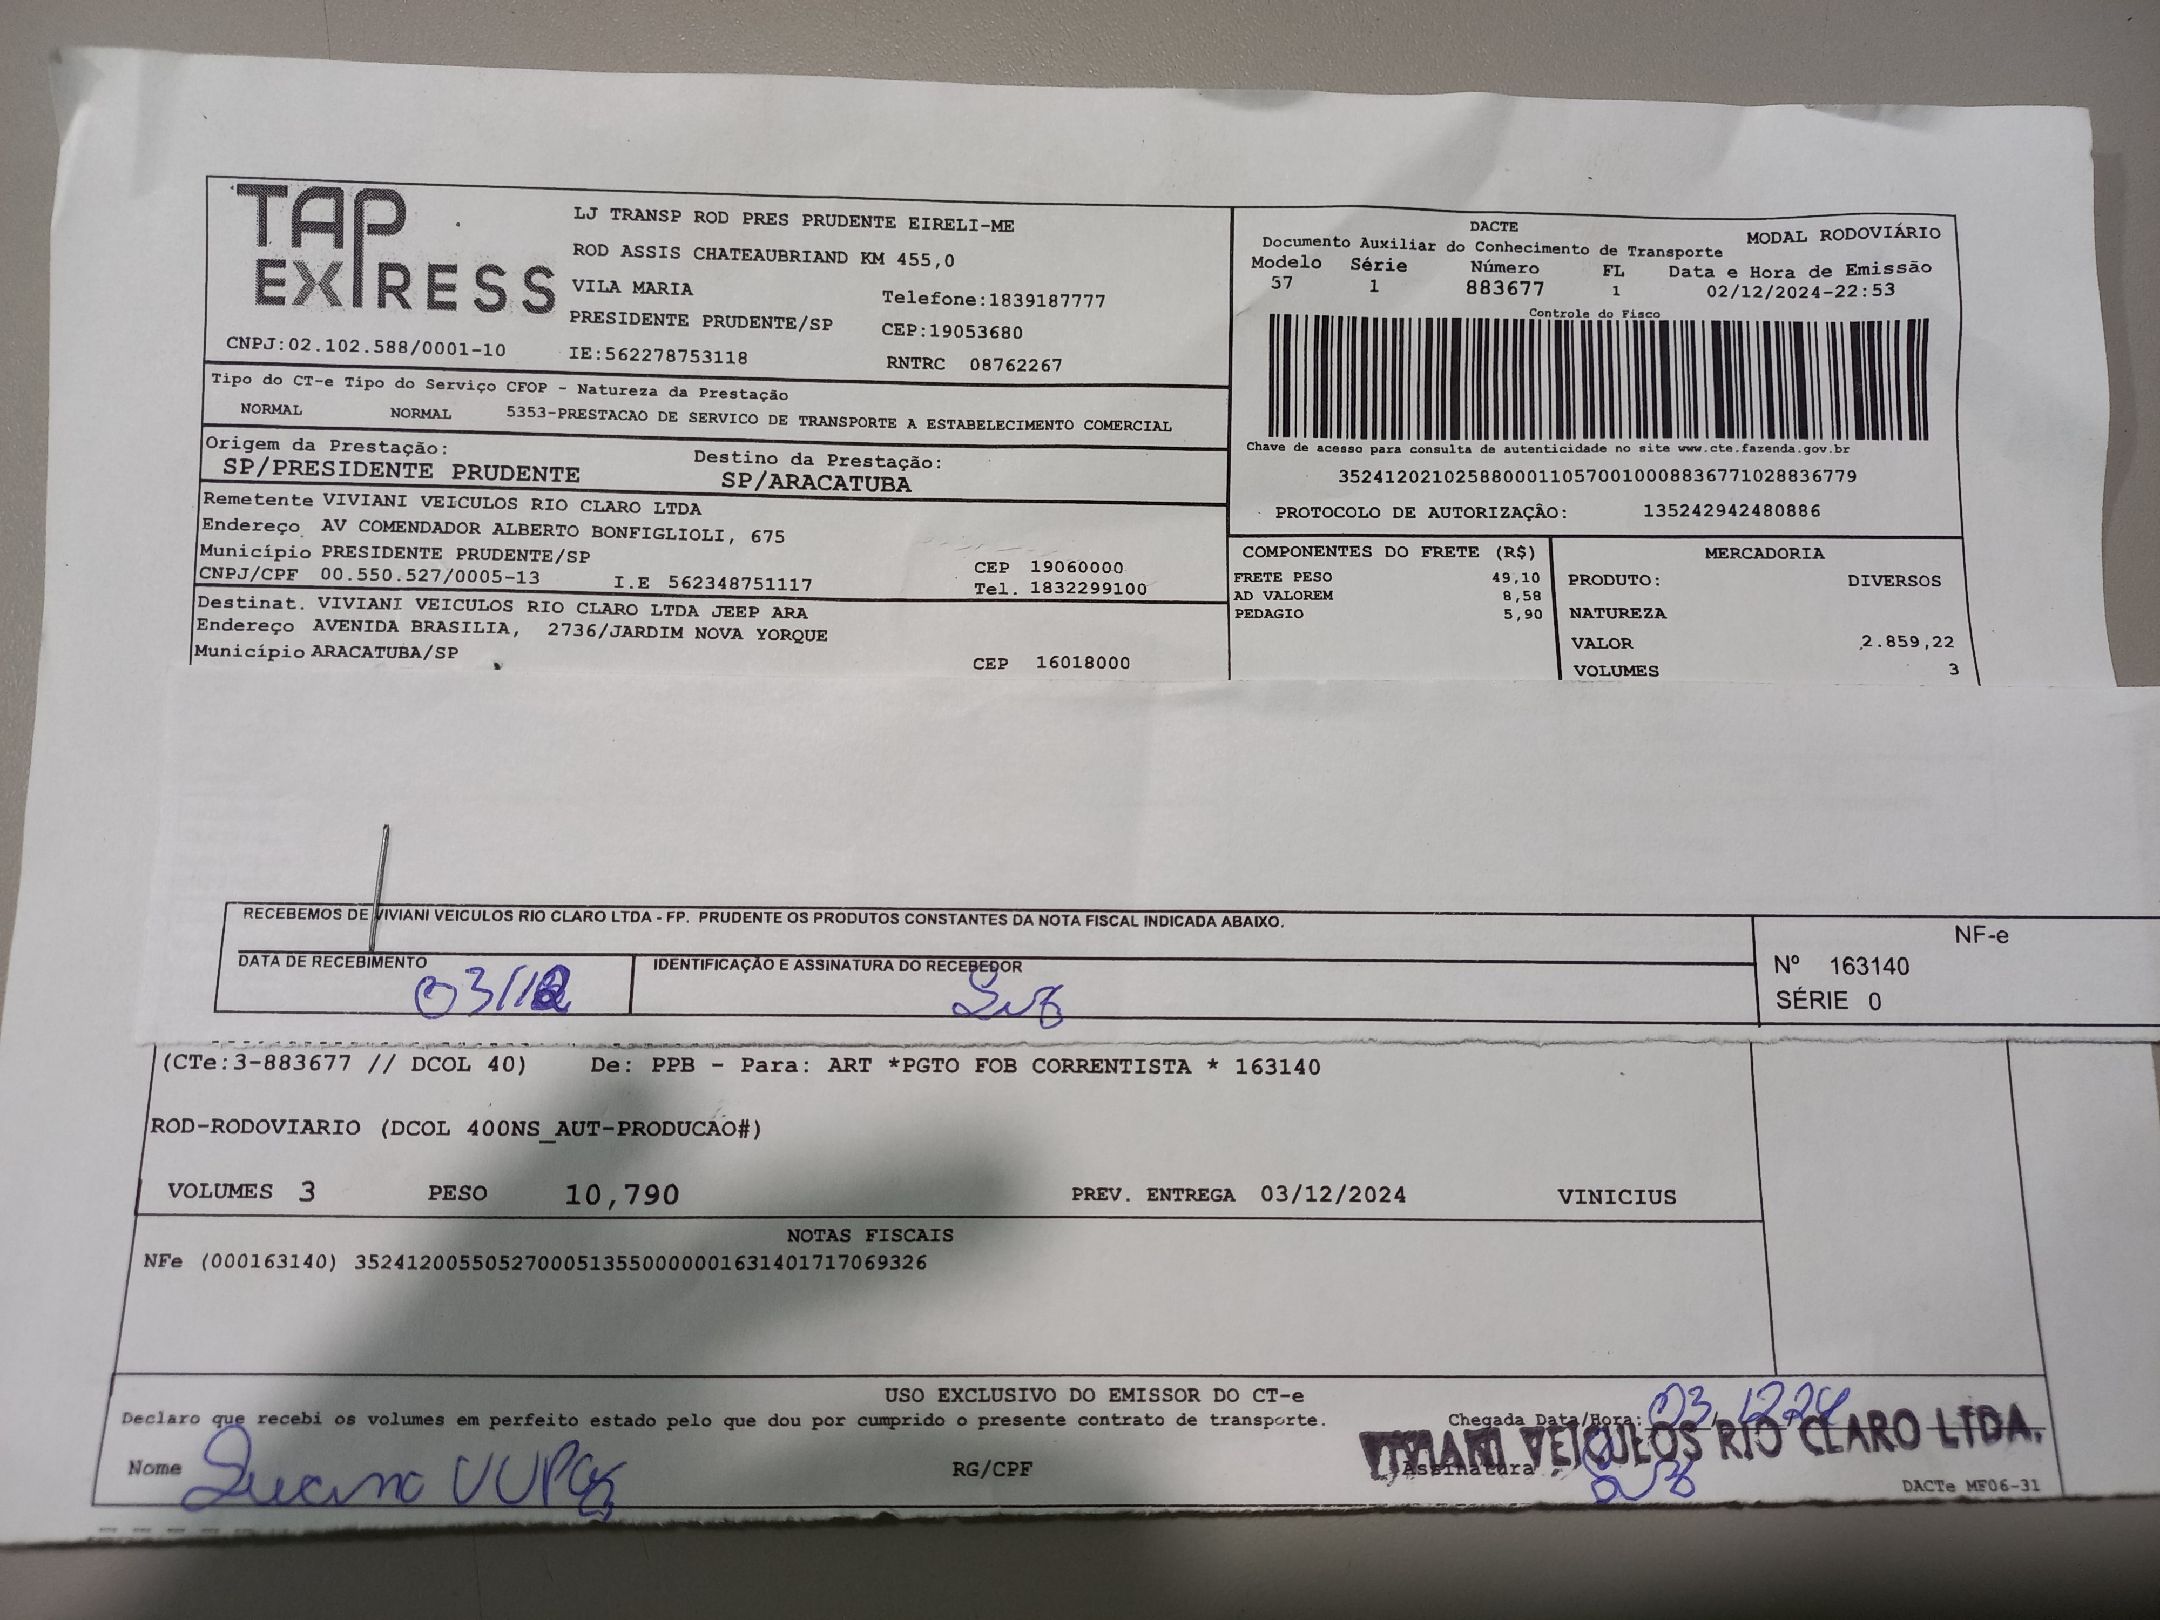 TAP
EXPRESS
LJ TRANSP ROD PRES PRUDENTE EIRELI-ME
ROD ASSIS CHATEAUBRIAND KM 455,0
VILA MARIA
Telefone:1839187777
PRESIDENTE PRUDENTE/SP
CEP:19053680
CNPJ:02.102.588/0001-10
IE:562278753118
RNTRC 08762267
DACTE
MODAL RODOVIÁRIO
Documento Auxiliar do Conhecimento de Transporte
Modelo Série Número FL Data e Hora de Emissão
57 1 883677 1 02/12/2024-22:53
Controle do Fisco
Chave de acesso para consulta de autenticidade no site www.cte.fazenda.gov.br
35241202102588000110570010008836771028836779
PROTOCOLO DE AUTORIZAÇÃO: 135242942480886
Tipo do CT-e Tipo do Serviço CFOP - Natureza da Prestação
NORMAL NORMAL 5353-PRESTACAO DE SERVICO DE TRANSPORTE A ESTABELECIMENTO COMERCIAL
Origem da Prestação: Destino da Prestação:
SP/PRESIDENTE PRUDENTE SP/ARACATUBA
Remetente VIVIANI VEICULOS RIO CLARO LTDA
Endereço AV COMENDADOR ALBERTO BONFIGLIOLI, 675
Município PRESIDENTE PRUDENTE/SP CEP 19060000
CNPJ/CPF 00.550.527/0005-13 I.E 562348751117 Tel. 1832299100
Destinat. VIVIANI VEICULOS RIO CLARO LTDA JEEP ARA
Endereço AVENIDA BRASILIA, 2736/JARDIM NOVA YORQUE
Município ARACATUBA/SP CEP 16018000
COMPONENTES DO FRETE (R$)
FRETE PESO 49,10
AD VALOREM 8,58
PEDAGIO 5,90
MERCADORIA
PRODUTO: DIVERSOS
NATUREZA
VALOR 2.859,22
VOLUMES 3
RECEBEMOS DE VIVIANI VEICULOS RIO CLARO LTDA - FP. PRUDENTE OS PRODUTOS CONSTANTES DA NOTA FISCAL INDICADA ABAIXO.
DATA DE RECEBIMENTO
03/12
IDENTIFICAÇÃO E ASSINATURA DO RECEBEDOR
NF-e
Nº 163140
SÉRIE 0
(CTe:3-883677 // DCOL 40) De: PPB - Para: ART *PGTO FOB CORRENTISTA * 163140
ROD-RODOVIARIO (DCOL 400NS_AUT-PRODUCAO#)
VOLUMES 3 PESO 10,790 PREV. ENTREGA 03/12/2024 VINICIUS
NOTAS FISCAIS
NFe (000163140) 35241200550527000513550000001631401717069326
USO EXCLUSIVO DO EMISSOR DO CT-e
Declaro que recebi os volumes em perfeito estado pelo que dou por cumprido o presente contrato de transporte.
Chegada Data/Hora: 03/1224
VIVIANI VEICULOS RIO CLARO LTDA.
Nome
RG/CPF
Assinatura
DACTe MF06-31